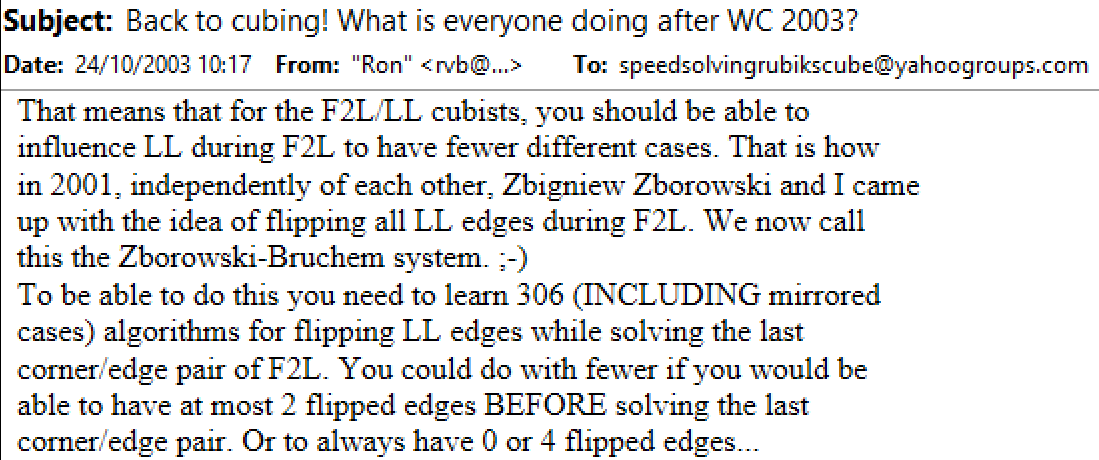 Subject: Back to cubing! What is everyone doing after WC 2003?
Date: 24/10/2003 10:17 From: "Ron" <rvb@...> To: speedsolvingrubikscube@yahoogroups.com
That means that for the F2L/LL cubists, you should be able to
influence LL during F2L to have fewer different cases. That is how
in 2001, independently of each other, Zbigniew Zborowski and I came
up with the idea of flipping all LL edges during F2L. We now call
this the Zborowski-Bruchem system. ;-)
To be able to do this you need to learn 306 (INCLUDING mirrored
cases) algorithms for flipping LL edges while solving the last
corner/edge pair of F2L. You could do with fewer if you would be
able to have at most 2 flipped edges BEFORE solving the last
corner/edge pair. Or to always have 0 or 4 flipped edges...